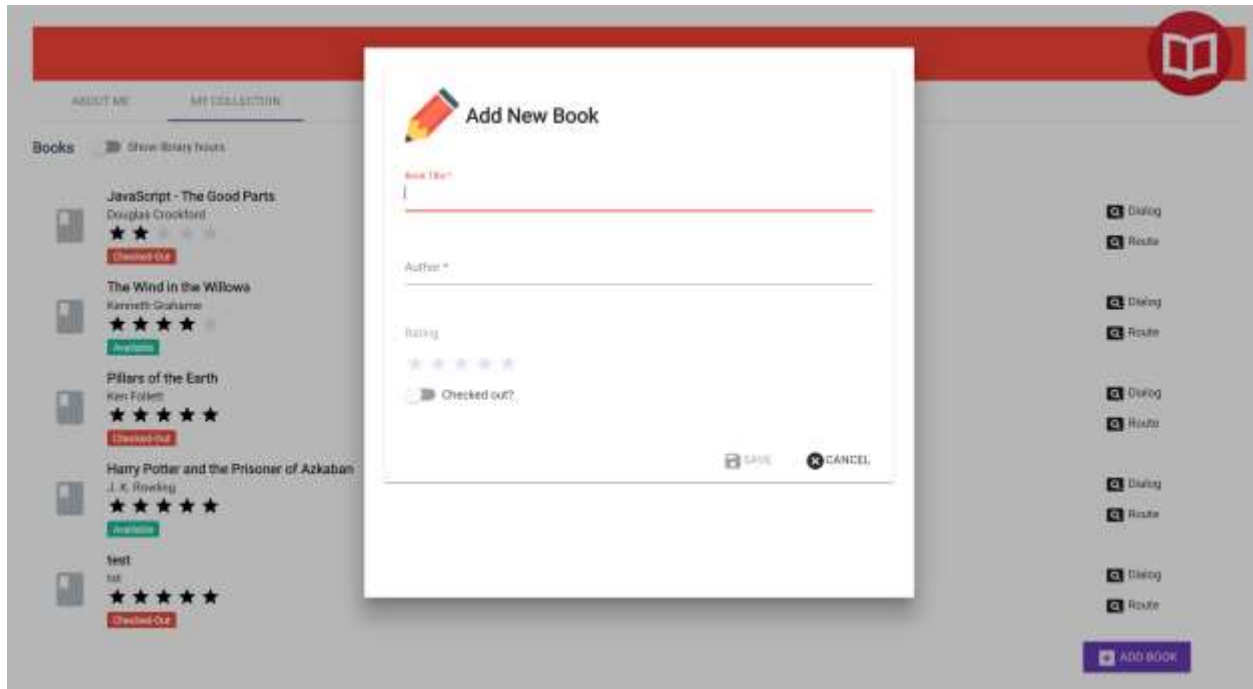 ABOUT ME
MY COLLECTION
Books
Show library hours
JavaScript - The Good Parts
Douglas Crockford
Checked-Out
Dialog
Route
The Wind in the Willows
Kenneth Grahame
Available
Dialog
Route
Pillars of the Earth
Ken Follett
Checked-Out
Dialog
Route
Harry Potter and the Prisoner of Azkaban
J. K. Rowling
Available
Dialog
Route
test
Checked-Out
Dialog
Route
ADD BOOK
Add New Book
Book Title *
Author *
Rating
Checked out?
SAVE
CANCEL